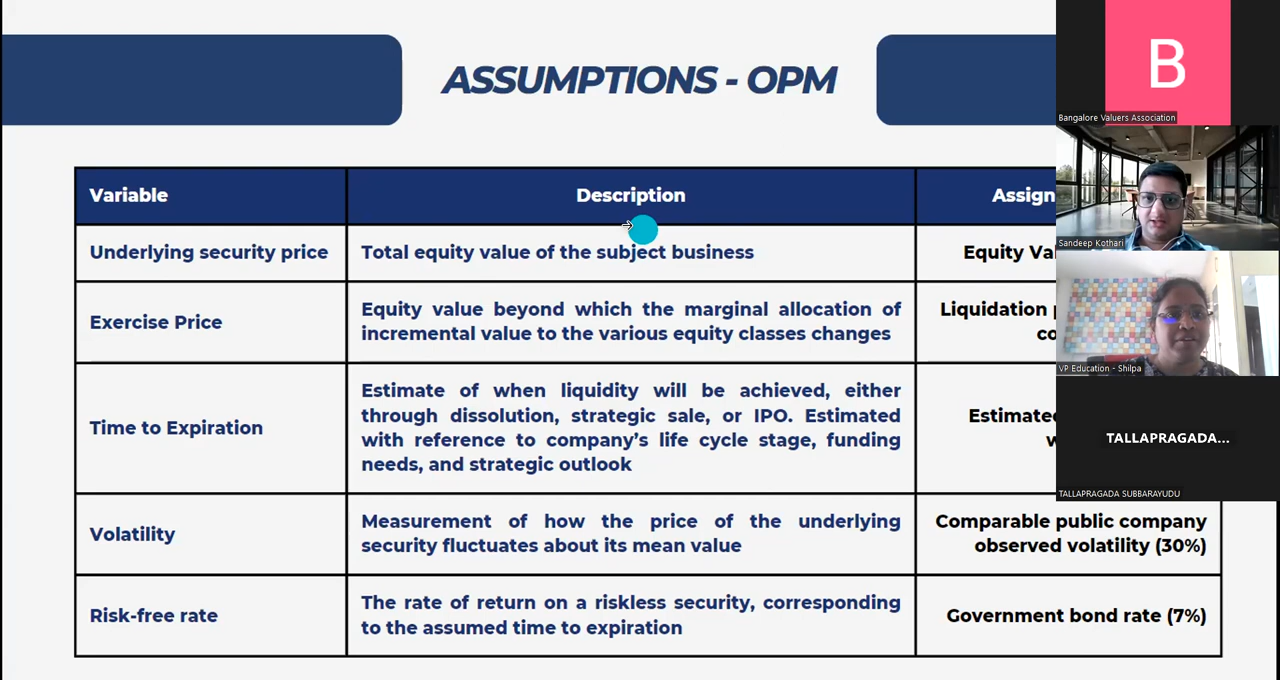 ASSUMPTIONS - OPM
Variable
Description
Assign
Underlying security price
Total equity value of the subject business
Equity Va
Exercise Price
Equity value beyond which the marginal allocation of
incremental value to the various equity classes changes
Liquidation
co
Time to Expiration
Estimate of when liquidity will be achieved, either
through dissolution, strategic sale, or IPO. Estimated
with reference to company's life cycle stage, funding
needs, and strategic outlook
Estimated
Volatility
Measurement of how the price of the underlying
security fluctuates about its mean value
Comparable public company
observed volatility (30%)
Risk-free rate
The rate of return on a riskless security, corresponding
to the assumed time to expiration
Government bond rate (7%)
B
Bangalore Valuers Association
Sandeep Kothari
VP Education - Shilpa
TALLAPRAGADA...
TALLAPRAGADA SUBBARAYUDU